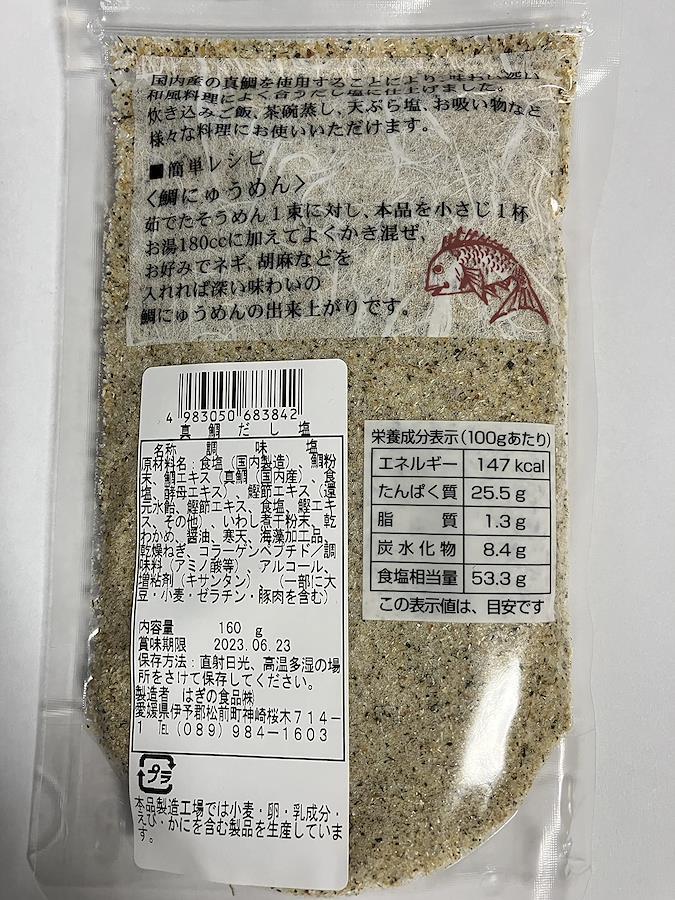 国内産の真鯛を使用することにより、味わい深い
和風料理によく合うだし塩に仕上げました。
炊き込みご飯、茶碗蒸し、天ぷら塩、お吸い物など
様々な料理にお使いいただけます。
■簡単レシピ
〈鯛にゅうめん〉
茹でたそうめん1束に対し、本品を小さじ1杯
お湯180ccに加えてよくかき混ぜ、
お好みでネギ、胡麻などを
入れれば深い味わいの
鯛にゅうめんの出来上がりです。
4 983050 683842
真鯛だし塩
名称 調味塩
原材料名:食塩(国内製造)、鯛粉
末、鯛エキス(真鯛(国内産)、食
塩、酵母エキス)、鰹節エキス(還
元水飴、鰹節エキス、食塩、鰹エキ
ス、その他)、いわし煮干粉末、乾
わかめ、醤油、寒天、海藻加工品、
乾燥ねぎ、コラーゲンペプチド/調
味料(アミノ酸等)、アルコール、
増粘剤(キサンタン)、(一部に大
豆・小麦・ゼラチン・豚肉を含む)
内容量 160 g
賞味期限 2023.06.23
保存方法:直射日光、高温多湿の場
所をさけて保存してください。
製造者 はぎの食品㈱
愛媛県伊予郡松前町神崎桜木714-
1 TEL(089)984-1603
プラ
本品製造工場では小麦・卵・乳成分・
えび・かにを含む製品を生産していま
す。
栄養成分表示(100gあたり)
エネルギー 147 kcal
たんぱく質 25.5 g
脂質 1.3 g
炭水化物 8.4 g
食塩相当量 53.3 g
この表示値は、目安です